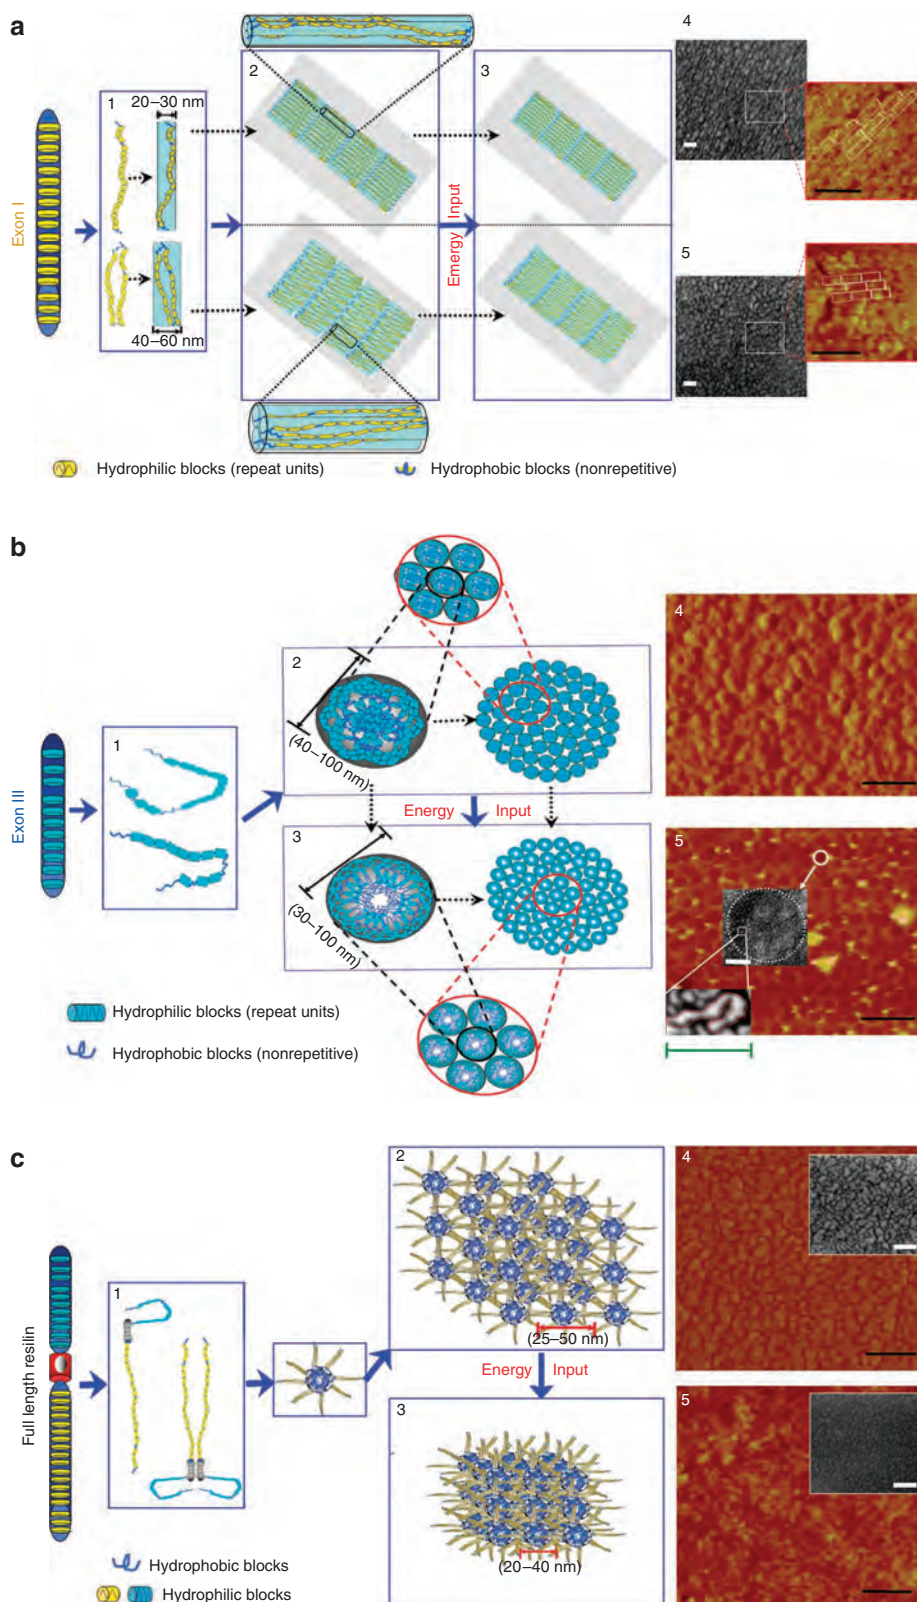 a
Exon I
1
20–30 nm
40–60 nm
2
Emergy Input
3
4
5
Hydrophilic blocks (repeat units)
Hydrophobic blocks (nonrepetitive)
b
Exon III
1
2
(40–100 nm)
Energy Input
3
(30–100 nm)
4
5
Hydrophilic blocks (repeat units)
Hydrophobic blocks (nonrepetitive)
c
Full length resilin
1
2
(25–50 nm)
Energy Input
3
(20–40 nm)
4
5
Hydrophobic blocks
Hydrophilic blocks